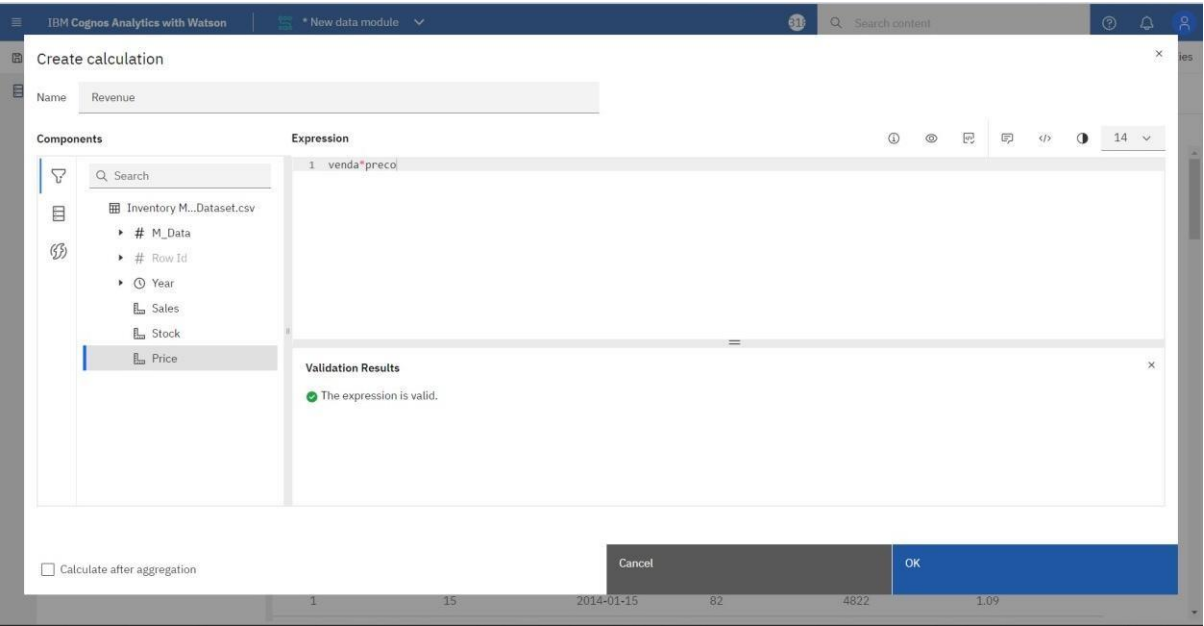 IBM Cognos Analytics with Watson
* New data module
Search content
ies
Create calculation
Name
Revenue
Components
Expression
14
Search
1 venda*preco
Inventory M...Dataset.csv
# M_Data
# Row Id
Year
Sales
Stock
Price
Validation Results
The expression is valid.
Calculate after aggregation
Cancel
OK
1 15 2014-01-15 82 4822 1.09